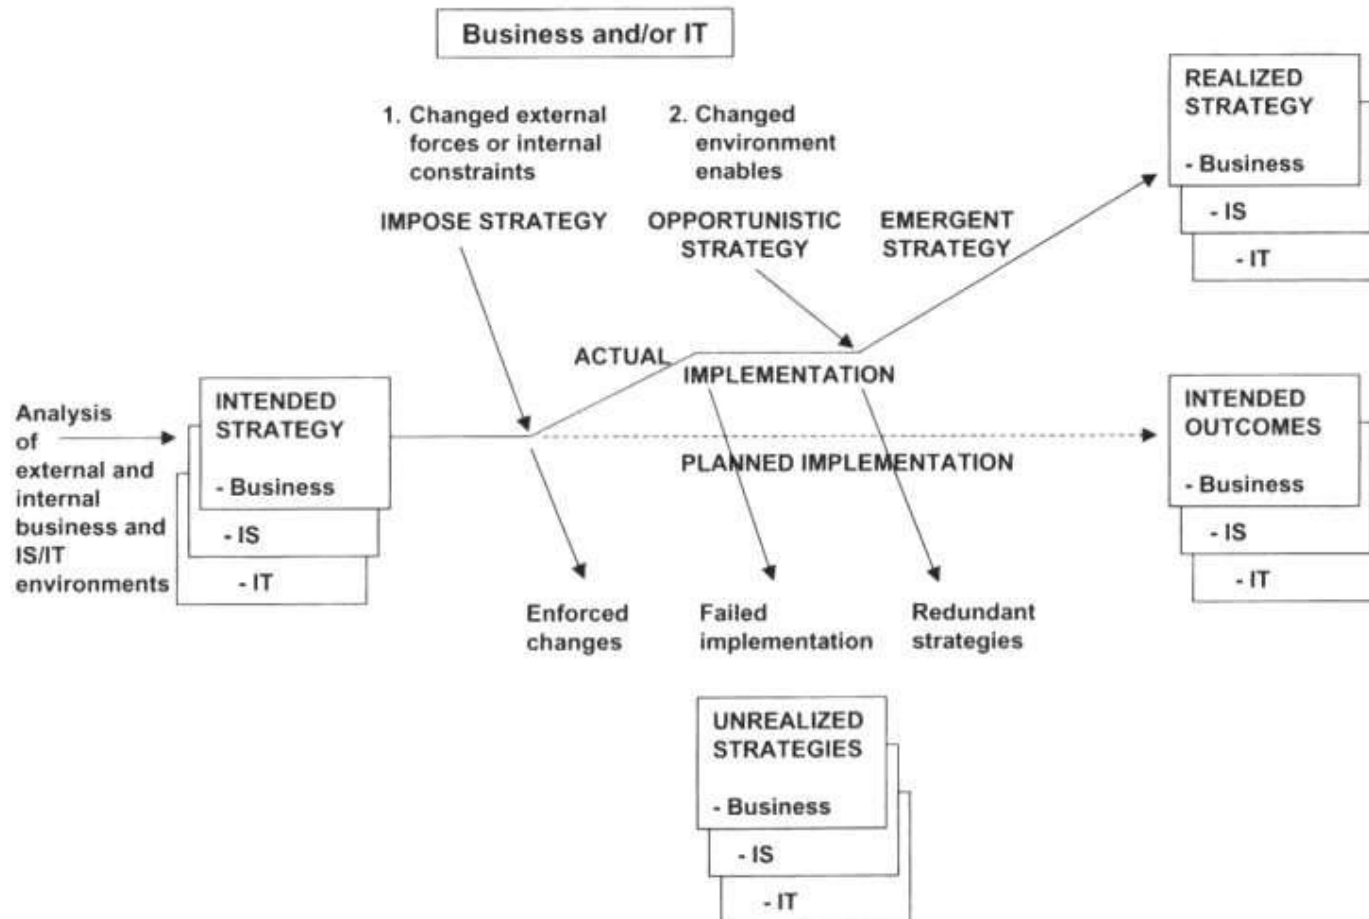 Business and/or IT
1. Changed external
forces or internal
constraints
IMPOSE STRATEGY
2. Changed
environment
enables
OPPORTUNISTIC
STRATEGY
EMERGENT
STRATEGY
REALIZED
STRATEGY
- Business
- IS
- IT
ACTUAL
IMPLEMENTATION
Analysis
of
external and
internal
business and
IS/IT
environments
INTENDED
STRATEGY
- Business
- IS
- IT
PLANNED IMPLEMENTATION
INTENDED
OUTCOMES
- Business
- IS
- IT
Enforced
changes
Failed
implementation
Redundant
strategies
UNREALIZED
STRATEGIES
- Business
- IS
- IT